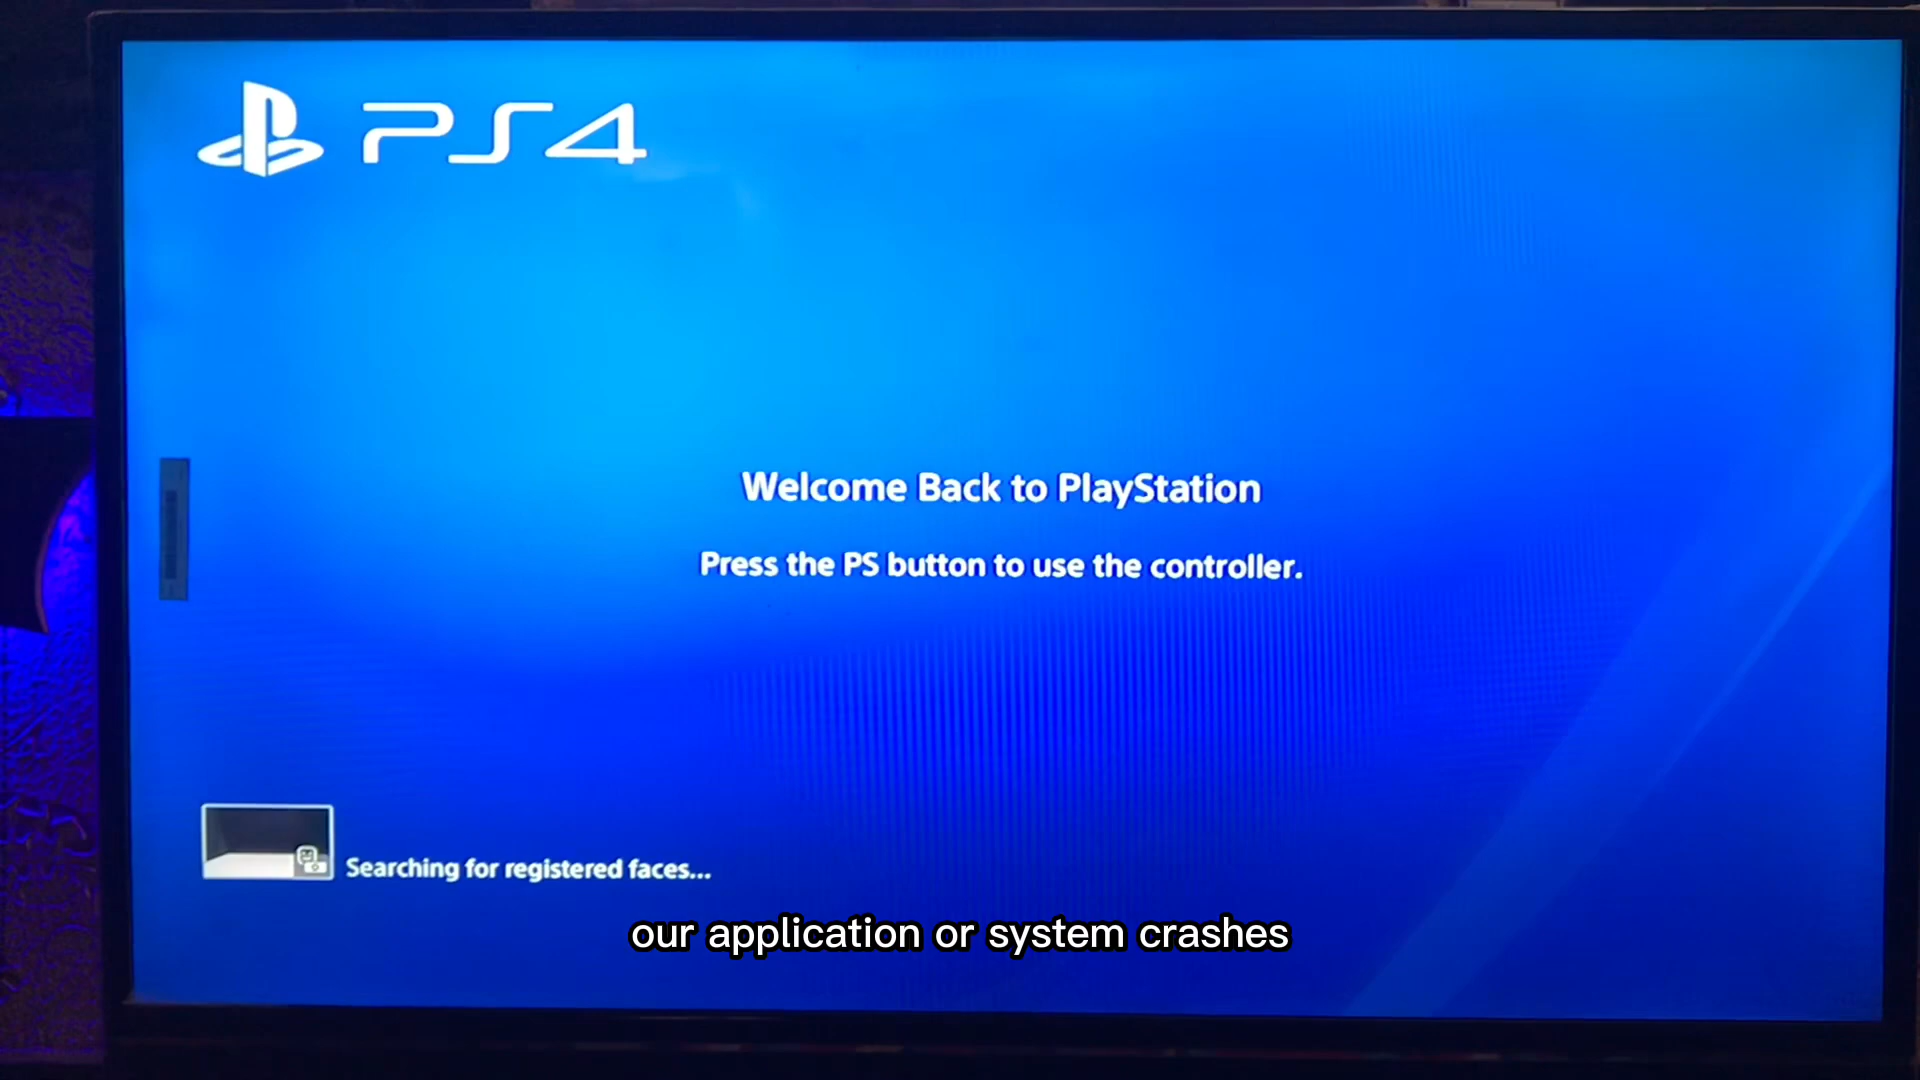 PS4
Welcome Back to PlayStation
Press the PS button to use the controller.
Searching for registered faces...
our application or system crashes